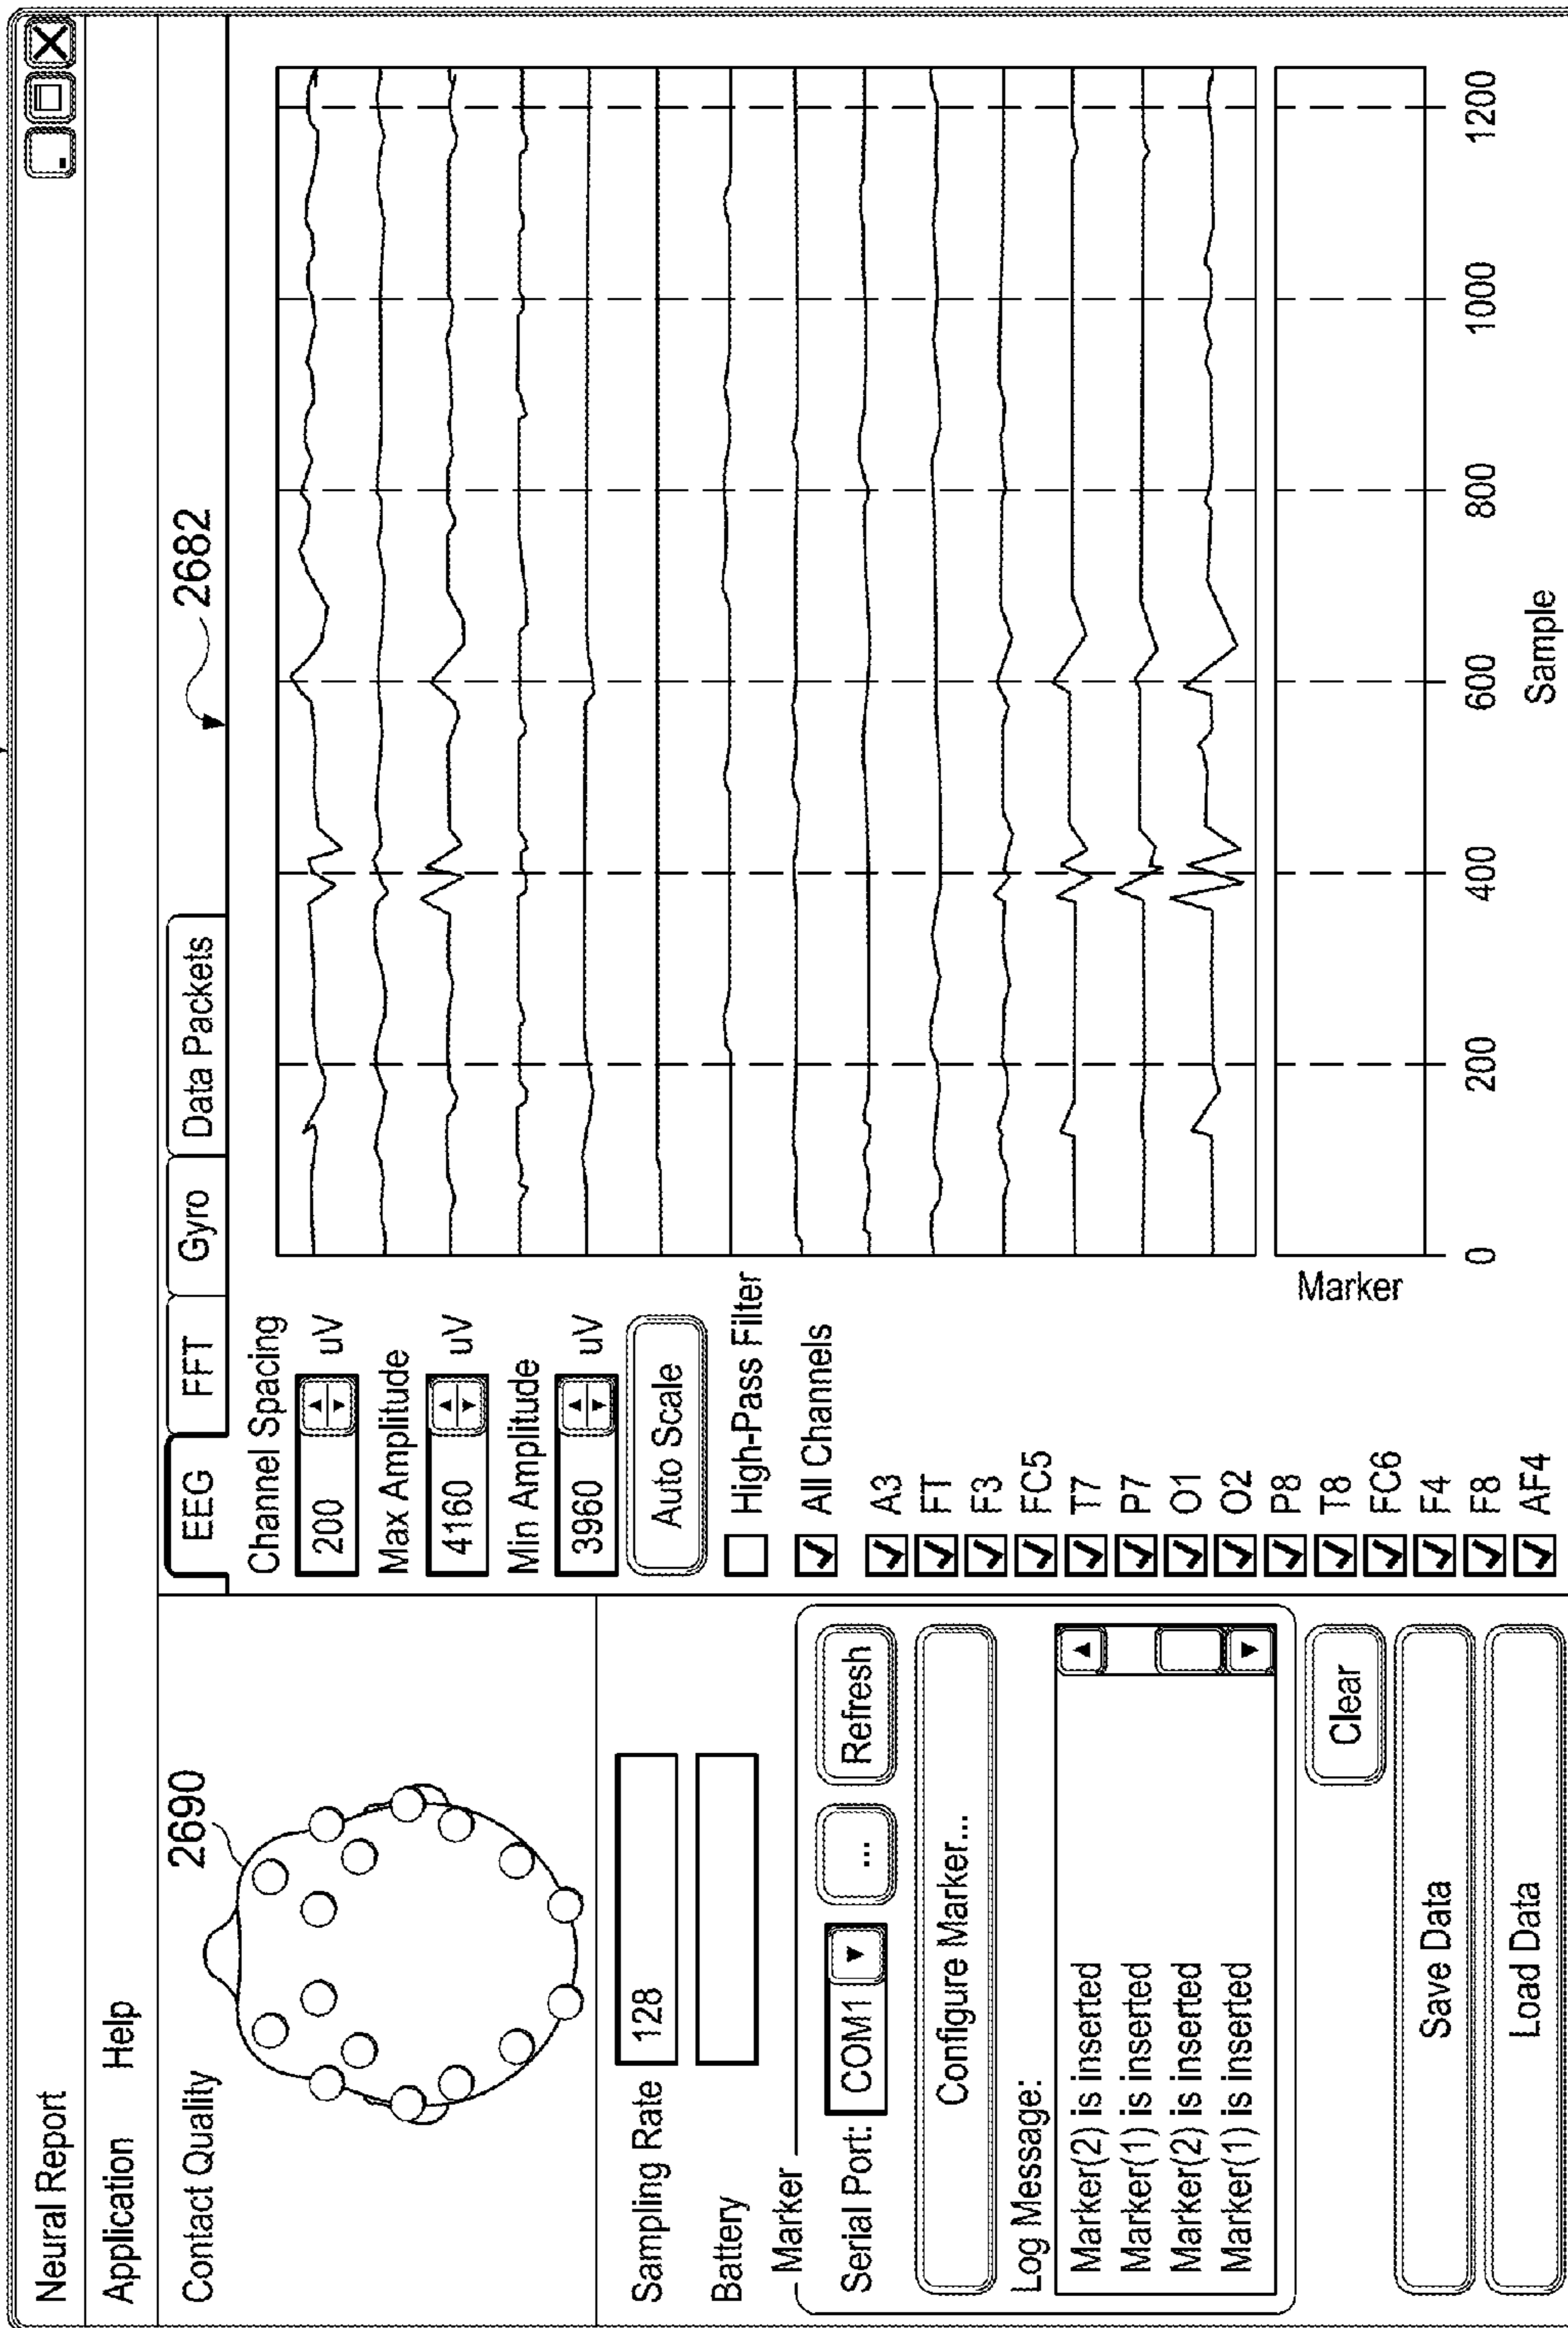 Neural Report
Application Help
Contact Quality
2690
Sampling Rate 128
Battery
Marker
Serial Port: COM1 ... Refresh
Configure Marker...
Log Message:
Marker(2) is inserted
Marker(1) is inserted
Marker(2) is inserted
Marker(1) is inserted
Clear
Save Data
Load Data
EEG FFT Gyro Data Packets
2682
Channel Spacing
200 uV
Max Amplitude
4160 uV
Min Amplitude
3960 uV
Auto Scale
High-Pass Filter
All Channels
A3
FT
F3
FC5
T7
P7
O1
O2
P8
T8
FC6
F4
F8
AF4
Marker
0 200 400 600 800 1000 1200
Sample